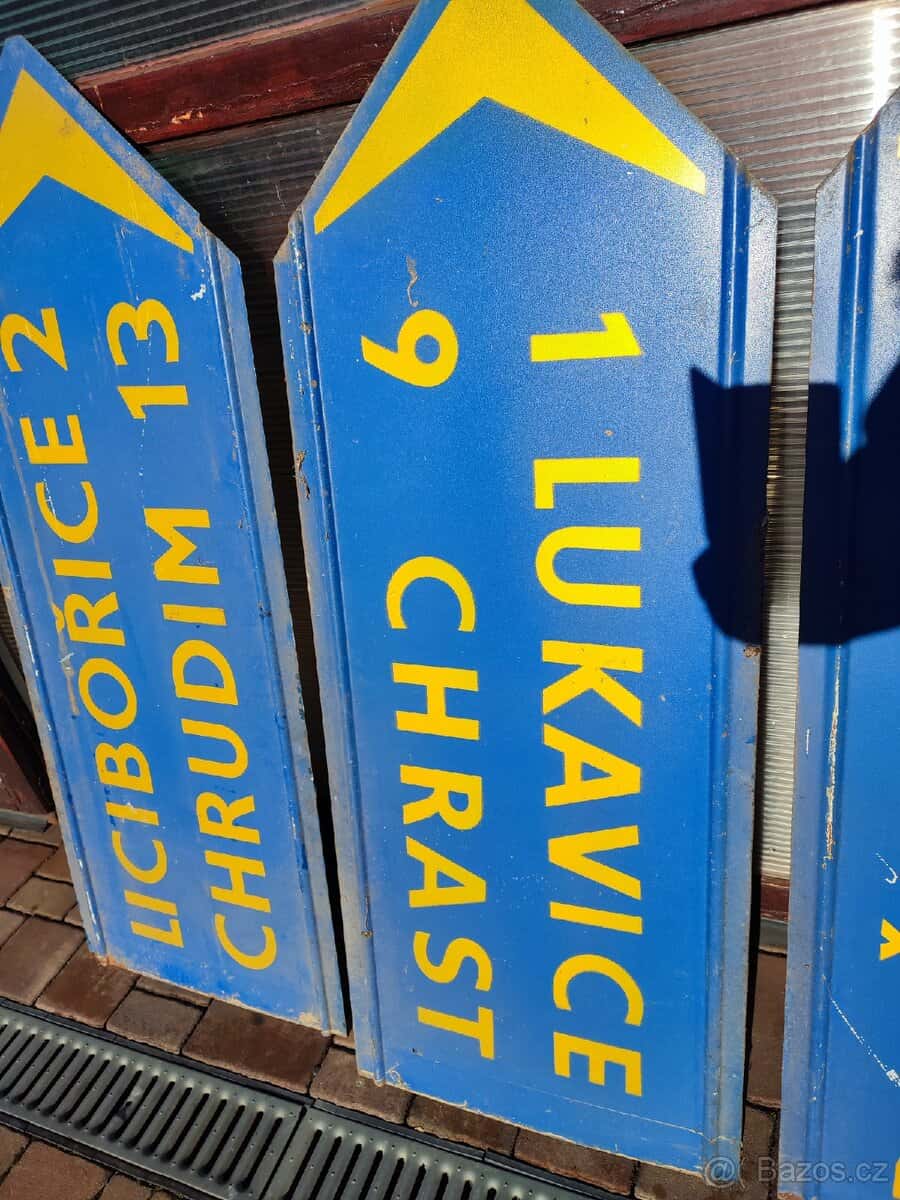 LICIBOŘICE 2
CHRUDIM 13
1 LUKAVICE
9 CHRAST
@ Bazos.cz